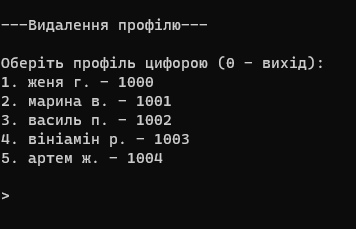 ---Видалення профілю---
Оберіть профіль цифрою (0 - вихід):
1. женя г. - 1000
2. марина в. - 1001
3. василь п. - 1002
4. вініамін р. - 1003
5. артем ж. - 1004
>